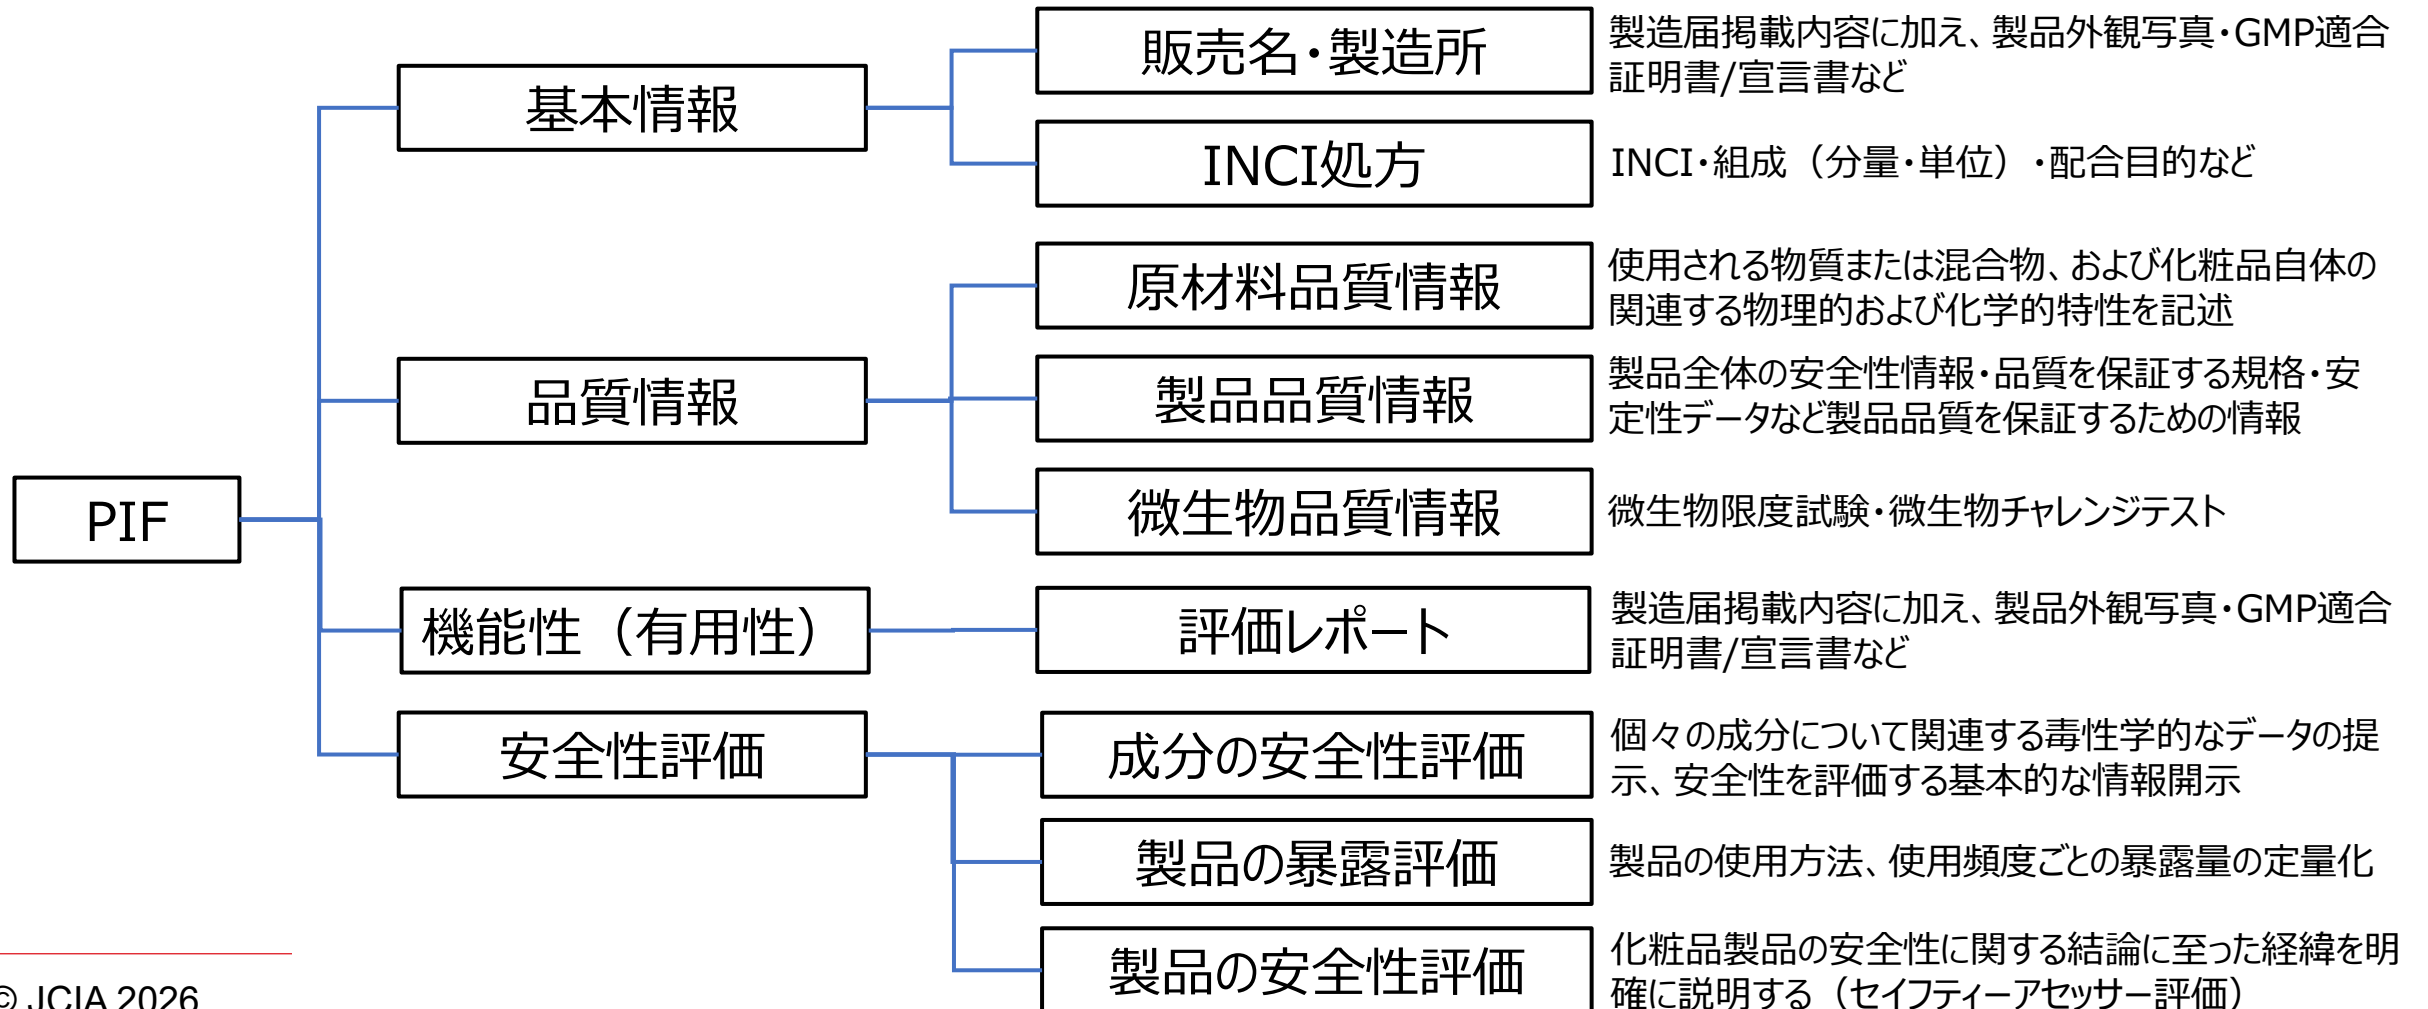 PIF
基本情報
販売名・製造所
製造届掲載内容に加え、製品外観写真・GMP適合
証明書/宣言書など
INCI処方
INCI・組成（分量・単位）・配合目的など
品質情報
原材料品質情報
使用される物質または混合物、および化粧品自体の
関連する物理的および化学的特性を記述
製品品質情報
製品全体の安全性情報・品質を保証する規格・安
定性データなど製品品質を保証するための情報
微生物品質情報
微生物限度試験・微生物チャレンジテスト
機能性（有用性）
評価レポート
製造届掲載内容に加え、製品外観写真・GMP適合
証明書/宣言書など
安全性評価
成分の安全性評価
個々の成分について関連する毒性学的なデータの提
示、安全性を評価する基本的な情報開示
製品の暴露評価
製品の使用方法、使用頻度ごとの暴露量の定量化
製品の安全性評価
化粧品製品の安全性に関する結論に至った経緯を明
確に説明する（セイフティーアセッサー評価）
© JCIA 2026